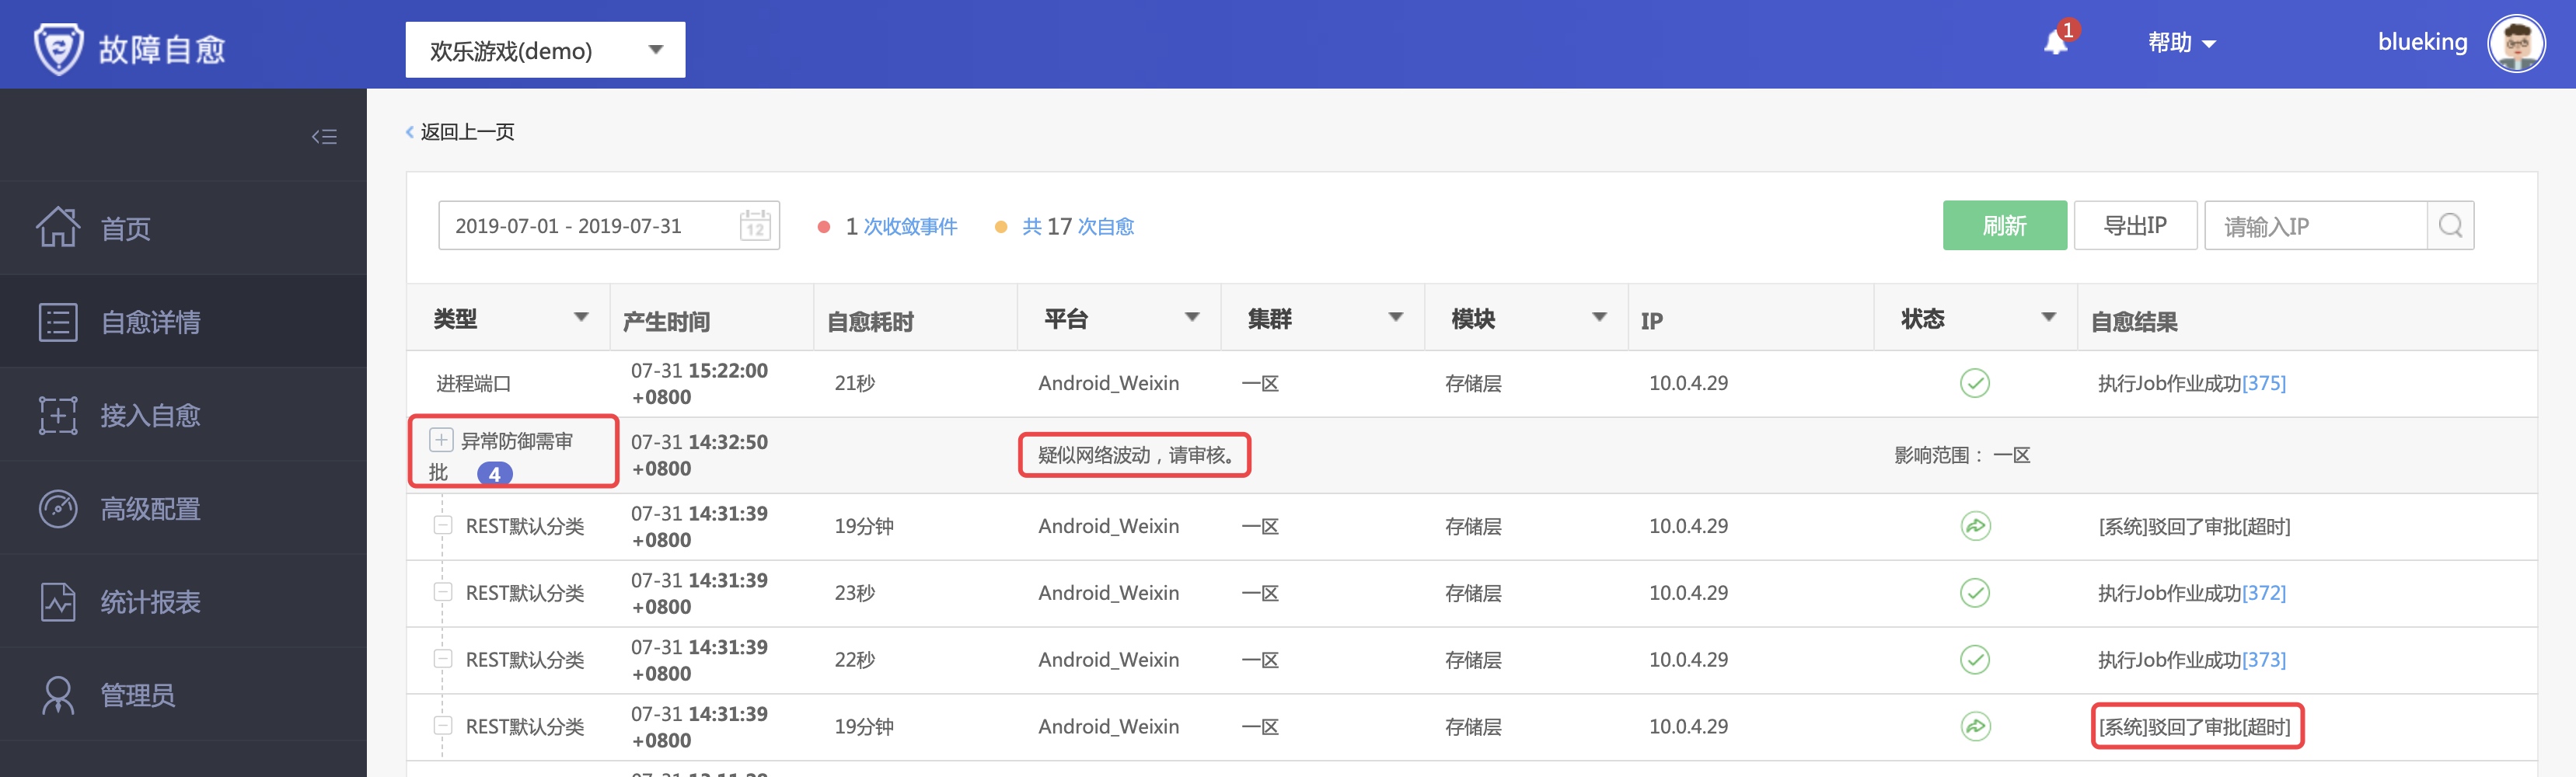 故障自愈
欢乐游戏(demo)
1
帮助
blueking
首页
自愈详情
接入自愈
高级配置
统计报表
管理员
返回上一页
2019-07-01 - 2019-07-31
12
1 次收敛事件
共 17 次自愈
刷新
导出IP
请输入IP
类型 产生时间 自愈耗时 平台 集群 模块 IP 状态 自愈结果
进程端口 07-31 15:22:00 +0800 21秒 Android_Weixin 一区 存储层 10.0.4.29 执行Job作业成功[375]
异常防御需审批 4 07-31 14:32:50 +0800 疑似网络波动，请审核。 影响范围： 一区
REST默认分类 07-31 14:31:39 +0800 19分钟 Android_Weixin 一区 存储层 10.0.4.29 [系统]驳回了审批[超时]
REST默认分类 07-31 14:31:39 +0800 23秒 Android_Weixin 一区 存储层 10.0.4.29 执行Job作业成功[372]
REST默认分类 07-31 14:31:39 +0800 22秒 Android_Weixin 一区 存储层 10.0.4.29 执行Job作业成功[373]
REST默认分类 07-31 14:31:39 +0800 19分钟 Android_Weixin 一区 存储层 10.0.4.29 [系统]驳回了审批[超时]